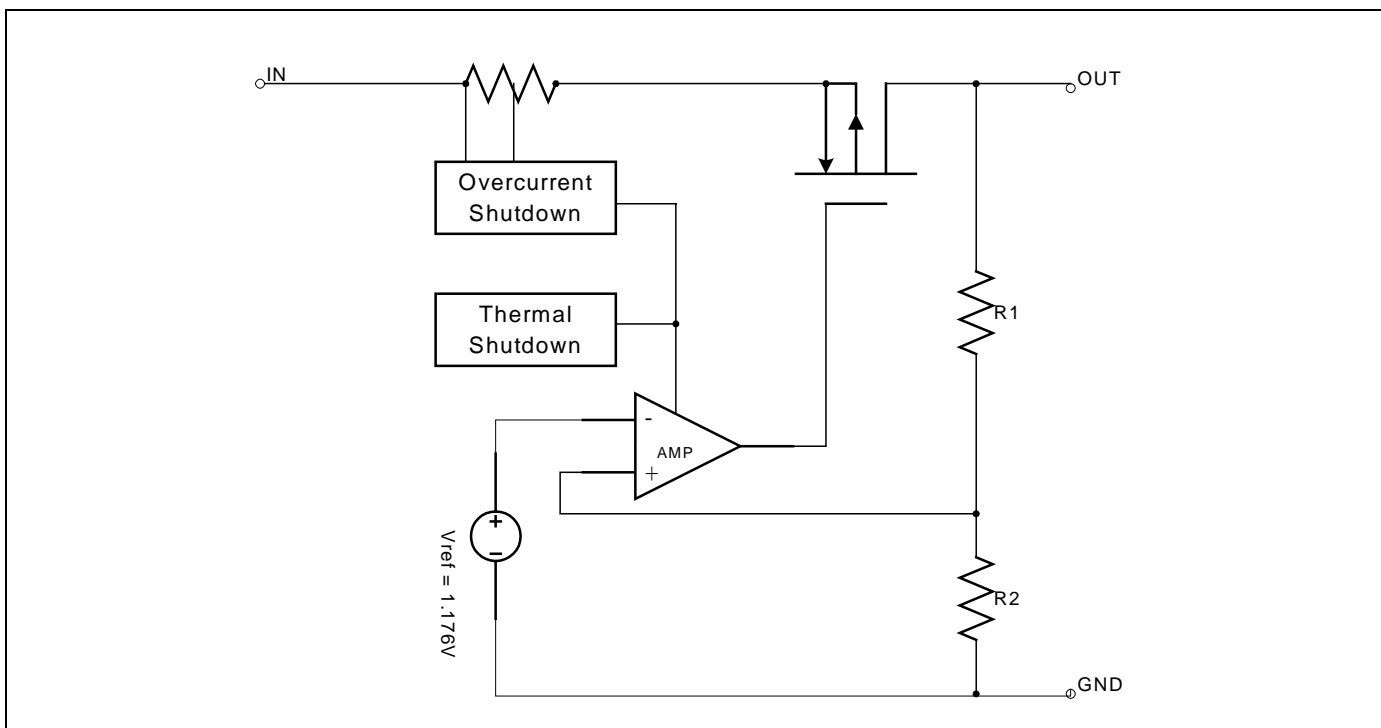 IN
OUT
Overcurrent
Shutdown
Thermal
Shutdown
R1
-
AMP
+
+
−
Vref = 1.176V
R2
GND